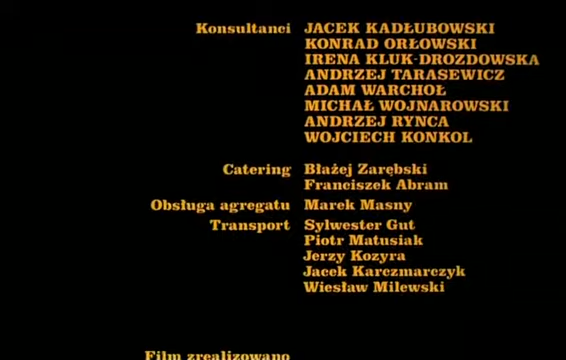 Konsultanci JACEK KADŁUBOWSKI
KONRAD ORŁOWSKI
IRENA KLUK-DROZDOWSKA
ANDRZEJ TARASEWICZ
ADAM WARCHOŁ
MICHAŁ WOJNAROWSKI
ANDRZEJ RYNCA
WOJCIECH KONKOL
Catering Błażej Zarębski
Franciszek Abram
Obsługa agregatu Marek Masny
Transport Sylwester Gut
Piotr Matusiak
Jerzy Kozyra
Jacek Karczmarczyk
Wiesław Milewski
Film zrealizowano